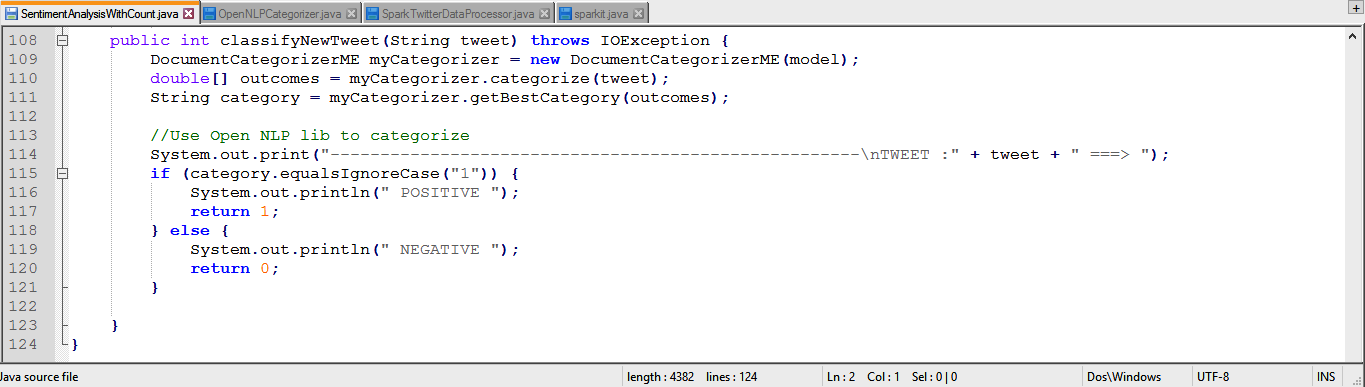 SentimentAnalysisWithCount.java OpenNLPCategorizer.java SparkTwitterDataProcessor.java sparkit.java
108 public int classifyNewTweet(String tweet) throws IOException {
109 DocumentCategorizerME myCategorizer = new DocumentCategorizerME(model);
110 double[] outcomes = myCategorizer.categorize(tweet);
111 String category = myCategorizer.getBestCategory(outcomes);
112
113 //Use Open NLP lib to categorize
114 System.out.print("-----------------------------------------------------\nTWEET :" + tweet + " ===> ");
115 if (category.equalsIgnoreCase("1")) {
116 System.out.println(" POSITIVE ");
117 return 1;
118 } else {
119 System.out.println(" NEGATIVE ");
120 return 0;
121 }
122
123 }
124 }
Java source file length : 4382 lines : 124 Ln : 2 Col : 1 Sel : 0 | 0 Dos\Windows UTF-8 INS